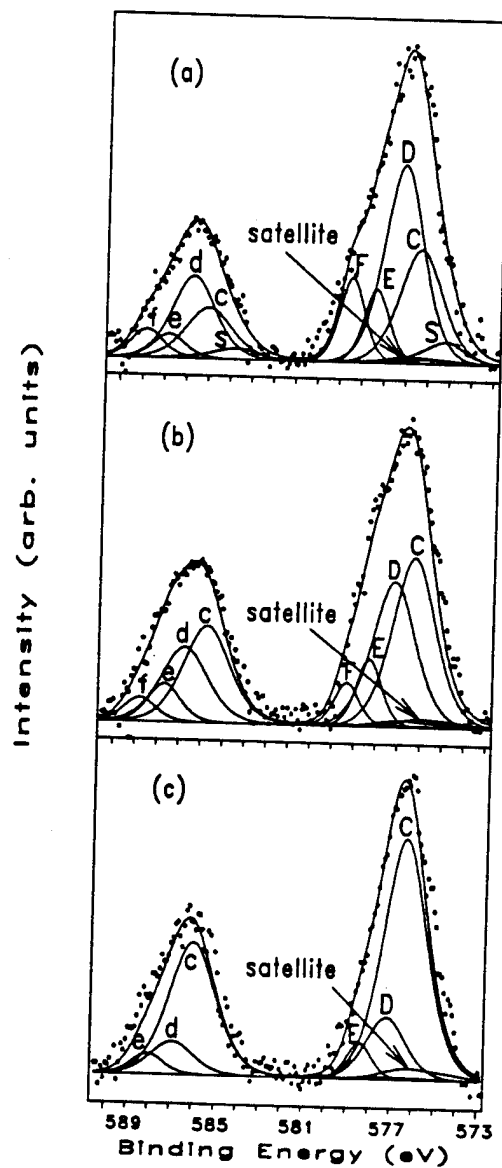 Intensity (arb. units)
(a)
D
satellite
F
C
d
E
c
f
e
S
S
(b)
C
D
satellite
c
d
E
F
e
f
(c)
C
c
satellite
D
E
d
e
589 585 581 577 573
Binding Energy (eV)